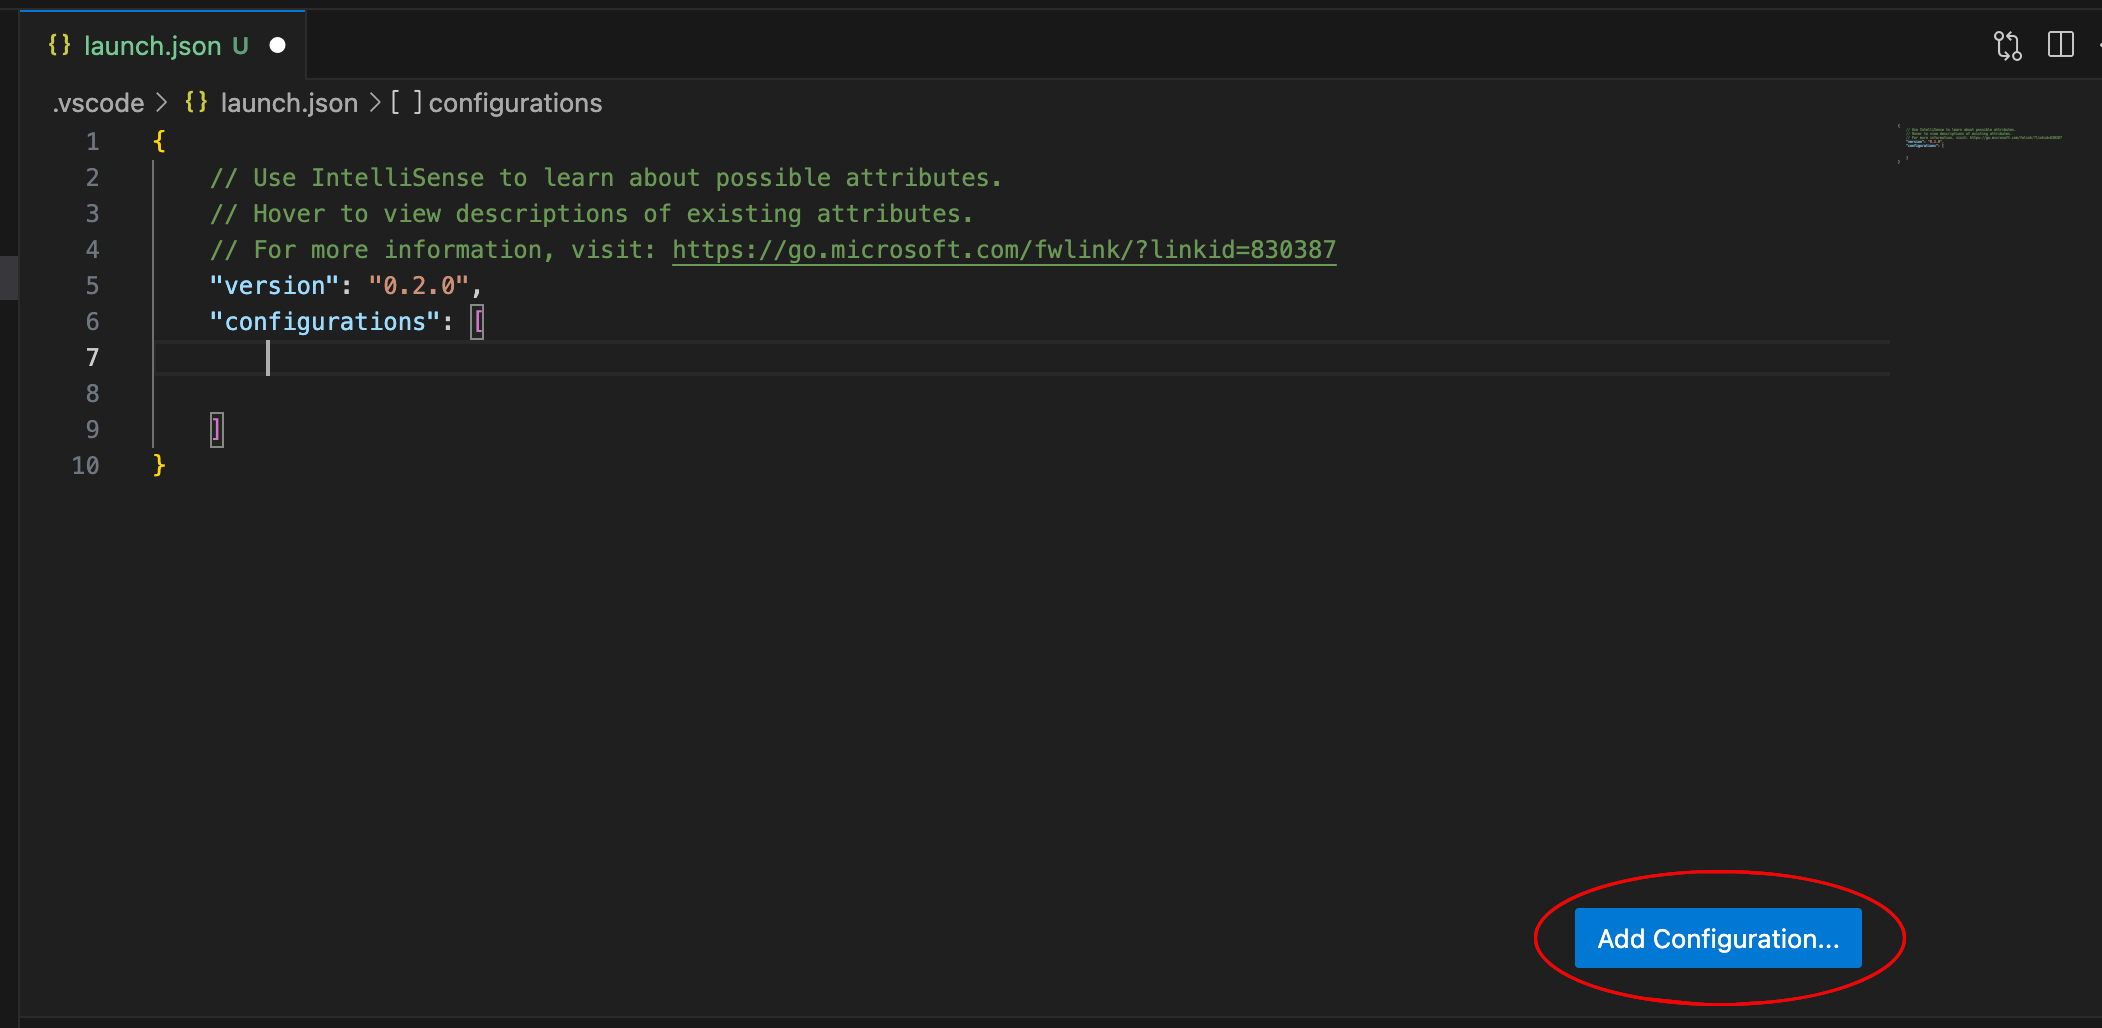 {} launch.json U
.vscode > {} launch.json > [ ] configurations
1 {
2 // Use IntelliSense to learn about possible attributes.
3 // Hover to view descriptions of existing attributes.
4 // For more information, visit: https://go.microsoft.com/fwlink/?linkid=830387
5 "version": "0.2.0",
6 "configurations": [
7
8
9 ]
10 }
Add Configuration...